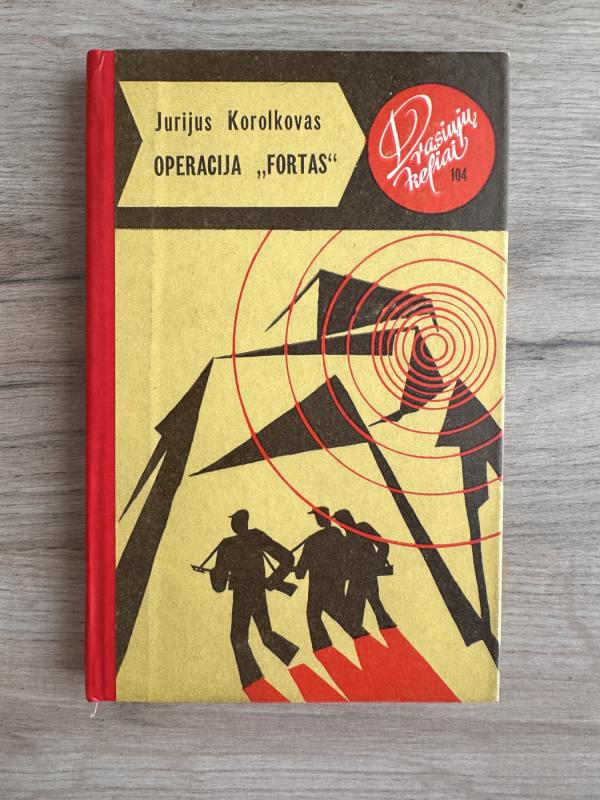 Jurijus Korolkovas
OPERACIJA „FORTAS“
Drąsiųjų
keliai
104